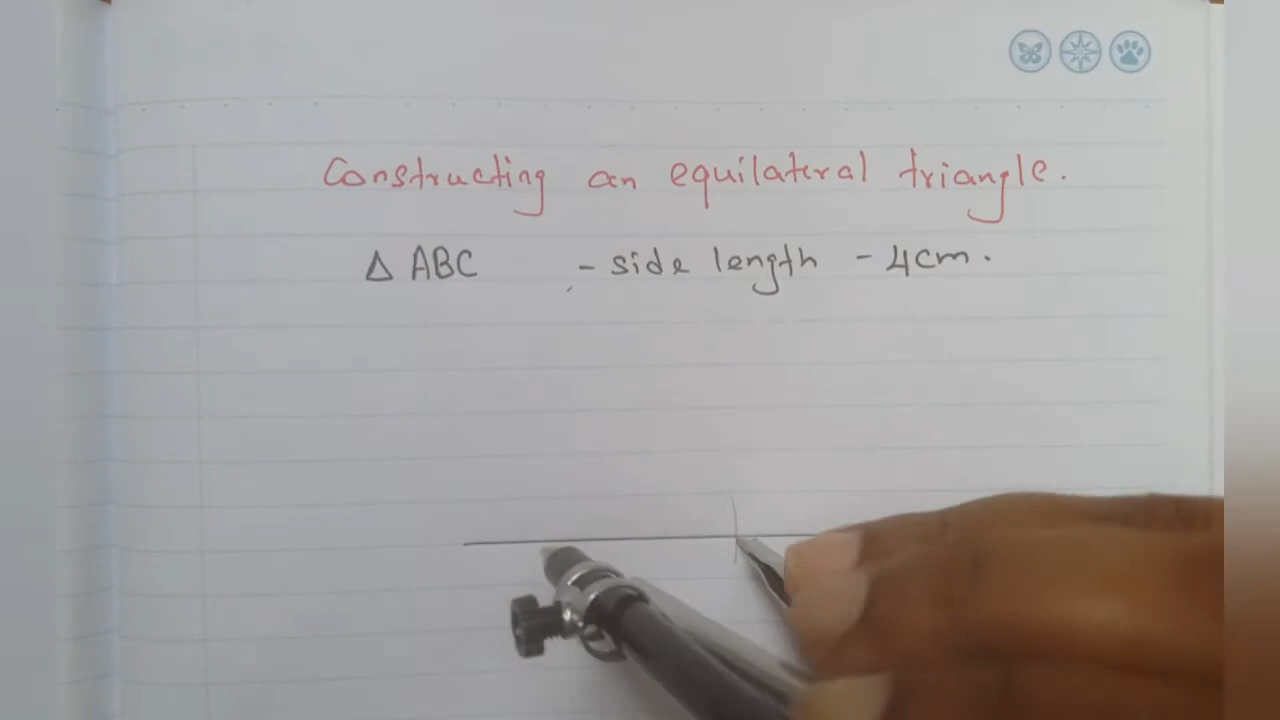 Constructing an equilateral triangle.
Δ ABC - side length - 4cm.